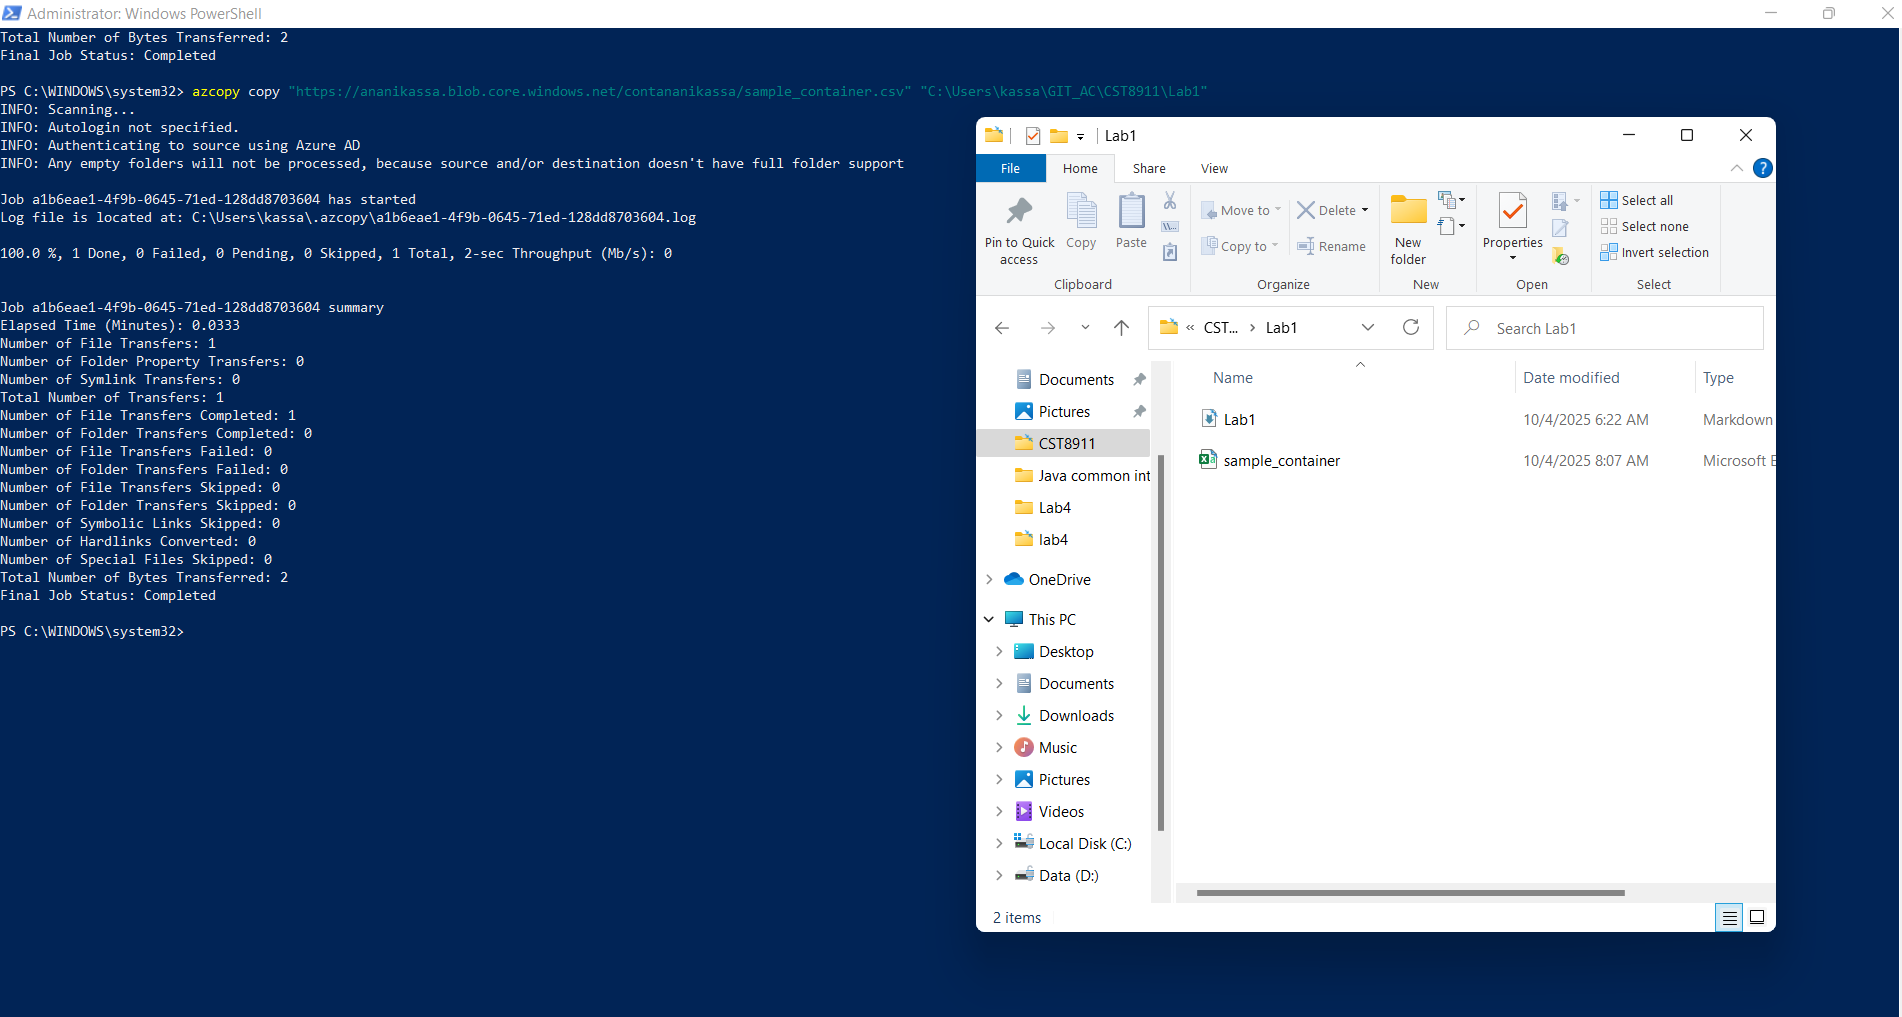 Administrator: Windows PowerShell
Total Number of Bytes Transferred: 2
Final Job Status: Completed
PS C:\WINDOWS\system32> azcopy copy "https://ananikassa.blob.core.windows.net/contananikassa/sample_container.csv" "C:\Users\kassa\GIT_AC\CST8911\Lab1"
INFO: Scanning...
INFO: Autologin not specified.
INFO: Authenticating to source using Azure AD
INFO: Any empty folders will not be processed, because source and/or destination doesn't have full folder support
Job a1b6eae1-4f9b-0645-71ed-128dd8703604 has started
Log file is located at: C:\Users\kassa\.azcopy\a1b6eae1-4f9b-0645-71ed-128dd8703604.log
100.0 %, 1 Done, 0 Failed, 0 Pending, 0 Skipped, 1 Total, 2-sec Throughput (Mb/s): 0
Job a1b6eae1-4f9b-0645-71ed-128dd8703604 summary
Elapsed Time (Minutes): 0.0333
Number of File Transfers: 1
Number of Folder Property Transfers: 0
Number of Symlink Transfers: 0
Total Number of Transfers: 1
Number of File Transfers Completed: 1
Number of Folder Transfers Completed: 0
Number of File Transfers Failed: 0
Number of Folder Transfers Failed: 0
Number of File Transfers Skipped: 0
Number of Folder Transfers Skipped: 0
Number of Symbolic Links Skipped: 0
Number of Hardlinks Converted: 0
Number of Special Files Skipped: 0
Total Number of Bytes Transferred: 2
Final Job Status: Completed
PS C:\WINDOWS\system32>
Lab1
File Home Share View
Pin to Quick access
Copy
Paste
Clipboard
Move to
Copy to
Delete
Rename
Organize
New folder
New
Properties
Open
Select all
Select none
Invert selection
Select
« CST... > Lab1
Search Lab1
Documents
Pictures
CST8911
Java common int
Lab4
lab4
OneDrive
This PC
Desktop
Documents
Downloads
Music
Pictures
Videos
Local Disk (C:)
Data (D:)
Name Date modified Type
Lab1 10/4/2025 6:22 AM Markdown
sample_container 10/4/2025 8:07 AM Microsoft E
2 items